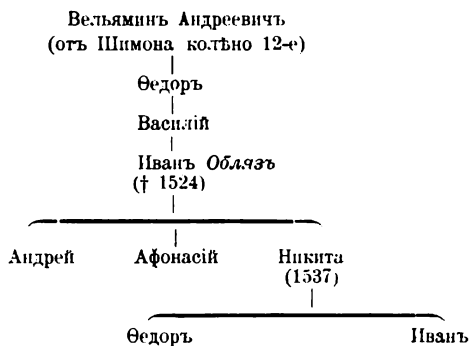 Вельяминъ Андреевичъ
(отъ Шимона колѣно 12-е)
Ѳедоръ
Василій
Иванъ Облязъ
(† 1524)
Андрей Афонасій Никита
(1537)
Ѳедоръ Иванъ